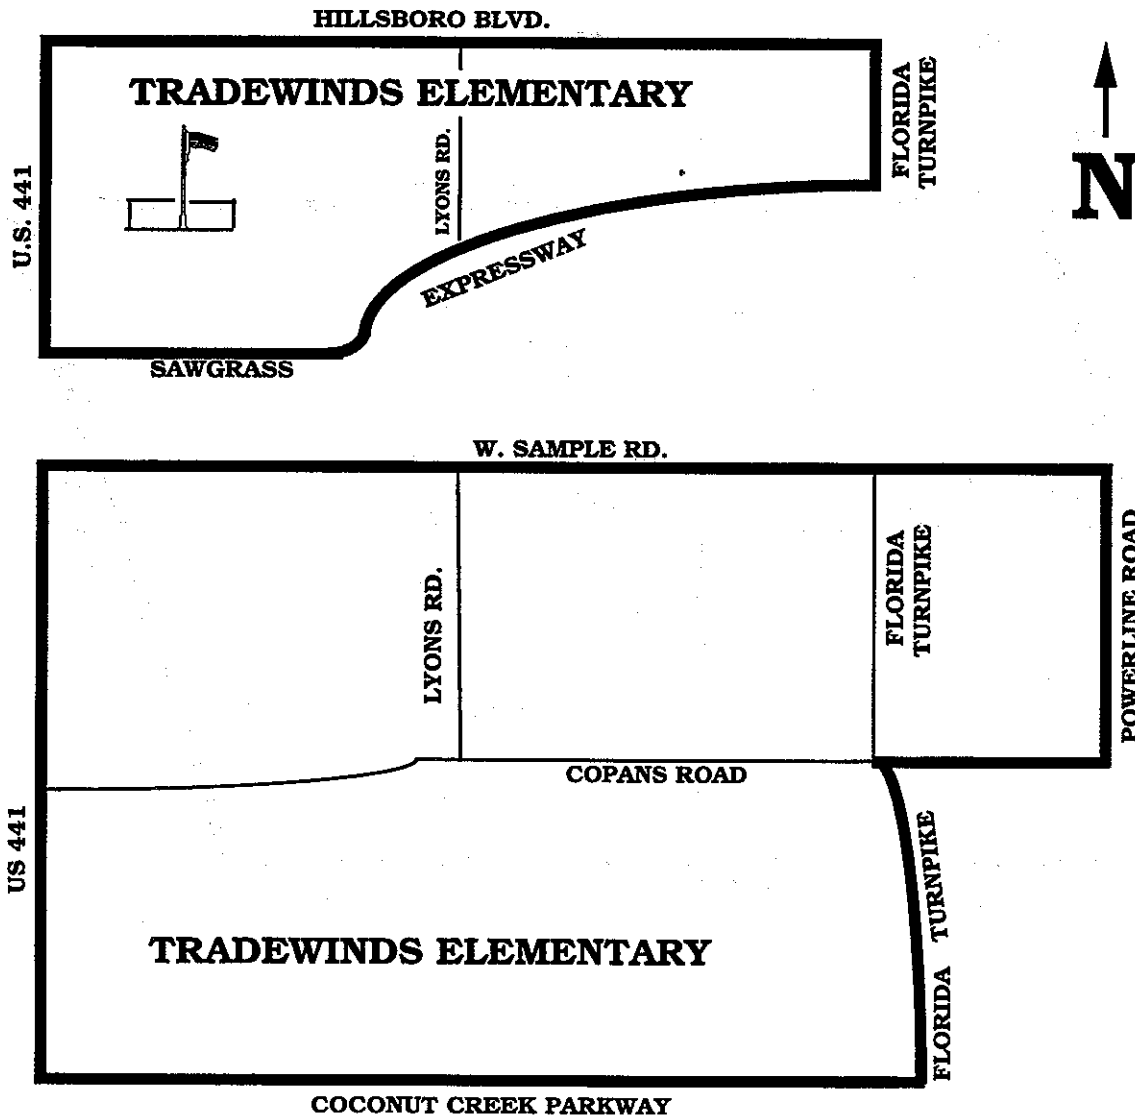 HILLSBORO BLVD.
TRADEWINDS ELEMENTARY
FLORIDA
TURNPIKE
N
U.S. 441
LYONS RD.
EXPRESSWAY
SAWGRASS
W. SAMPLE RD.
FLORIDA
TURNPIKE
POWERLINE ROAD
LYONS RD.
COPANS ROAD
US 441
FLORIDA TURNPIKE
TRADEWINDS ELEMENTARY
COCONUT CREEK PARKWAY